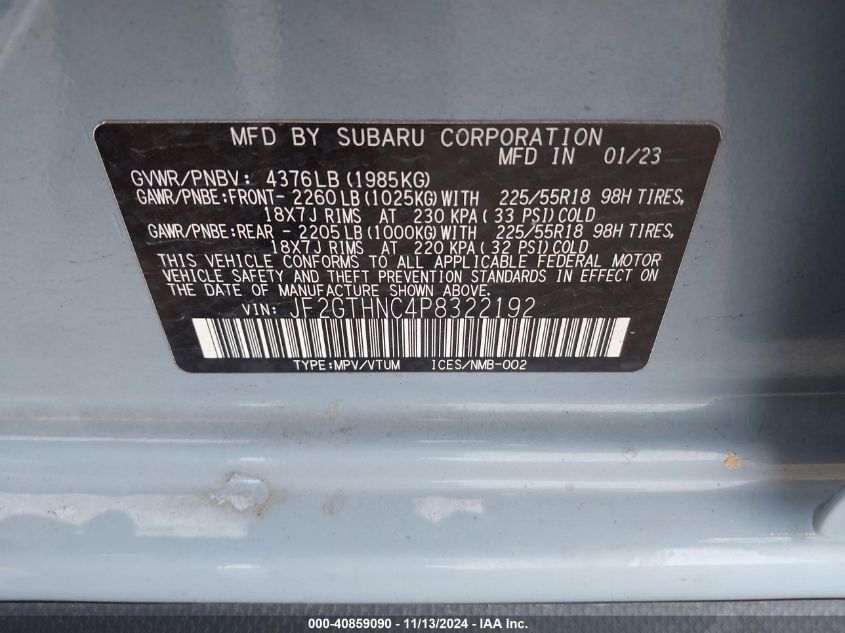 MFD BY SUBARU CORPORATION
MFD IN 01/23
GVWR/PNBV: 4376LB (1985KG)
GAWR/PNBE:FRONT- 2260LB (1025KG) WITH 225/55R18 98H TIRES,
18X7J RIMS AT 230 KPA ( 33 PSI) COLD
GAWR/PNBE:REAR - 2205LB (1000KG) WITH 225/55R18 98H TIRES,
18X7J RIMS AT 220 KPA ( 32 PSI) COLD
THIS VEHICLE CONFORMS TO ALL APPLICABLE FEDERAL MOTOR
VEHICLE SAFETY AND THEFT PREVENTION STANDARDS IN EFFECT ON
THE DATE OF MANUFACTURE SHOWN ABOVE.
VIN: JF2GTHNC4P8322192
TYPE:MPV/VTUM ICES/NMB-002
000-40859090 - 11/13/2024 - IAA Inc.